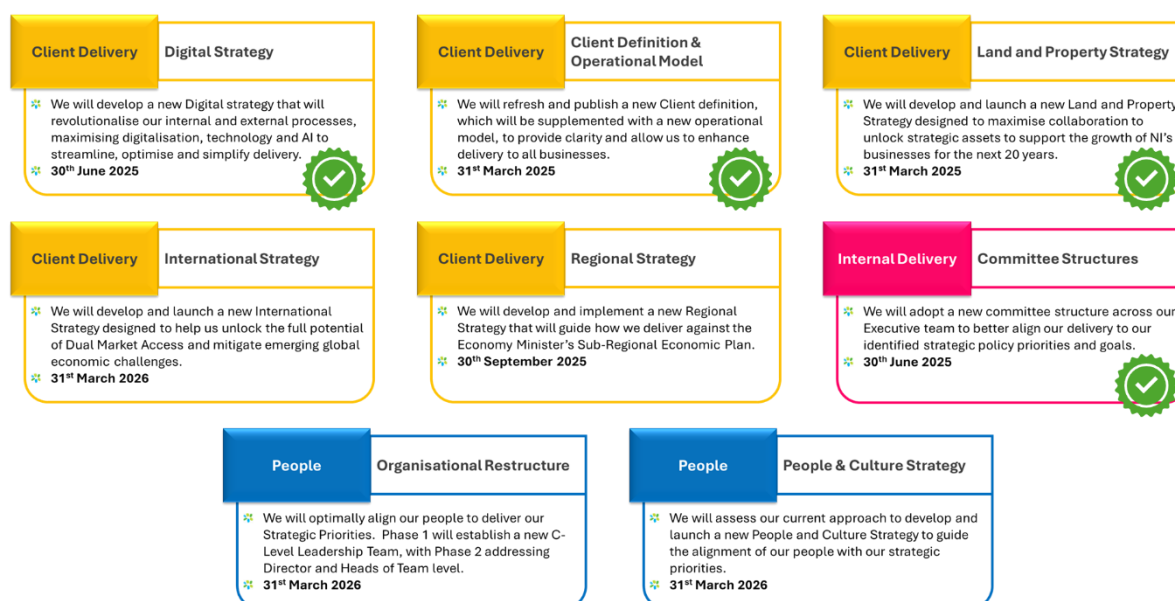 Client Delivery
Digital Strategy
We will develop a new Digital strategy that will
revolutionalise our internal and external processes,
maximising digitalisation, technology and AI to
streamline, optimise and simplify delivery.
30th June 2025
Client Delivery
Client Definition &
Operational Model
We will refresh and publish a new Client definition,
which will be supplemented with a new operational
model, to provide clarity and allow us to enhance
delivery to all businesses.
31st March 2025
Client Delivery
Land and Property Strategy
We will develop and launch a new Land and Property
Strategy designed to maximise collaboration to
unlock strategic assets to support the growth of NI's
businesses for the next 20 years.
31st March 2025
Client Delivery
International Strategy
We will develop and launch a new International
Strategy designed to help us unlock the full potential
of Dual Market Access and mitigate emerging global
economic challenges.
31st March 2026
Client Delivery
Regional Strategy
We will develop and implement a new Regional
Strategy that will guide how we deliver against the
Economy Minister's Sub-Regional Economic Plan.
30th September 2025
Internal Delivery
Committee Structures
We will adopt a new committee structure across our
Executive team to better align our delivery to our
identified strategic policy priorities and goals.
30th June 2025
People
Organisational Restructure
We will optimally align our people to deliver our
Strategic Priorities. Phase 1 will establish a new C-
Level Leadership Team, with Phase 2 addressing
Director and Heads of Team level.
31st March 2026
People
People & Culture Strategy
We will assess our current approach to develop and
launch a new People and Culture Strategy to guide
the alignment of our people with our strategic
priorities.
31st March 2026